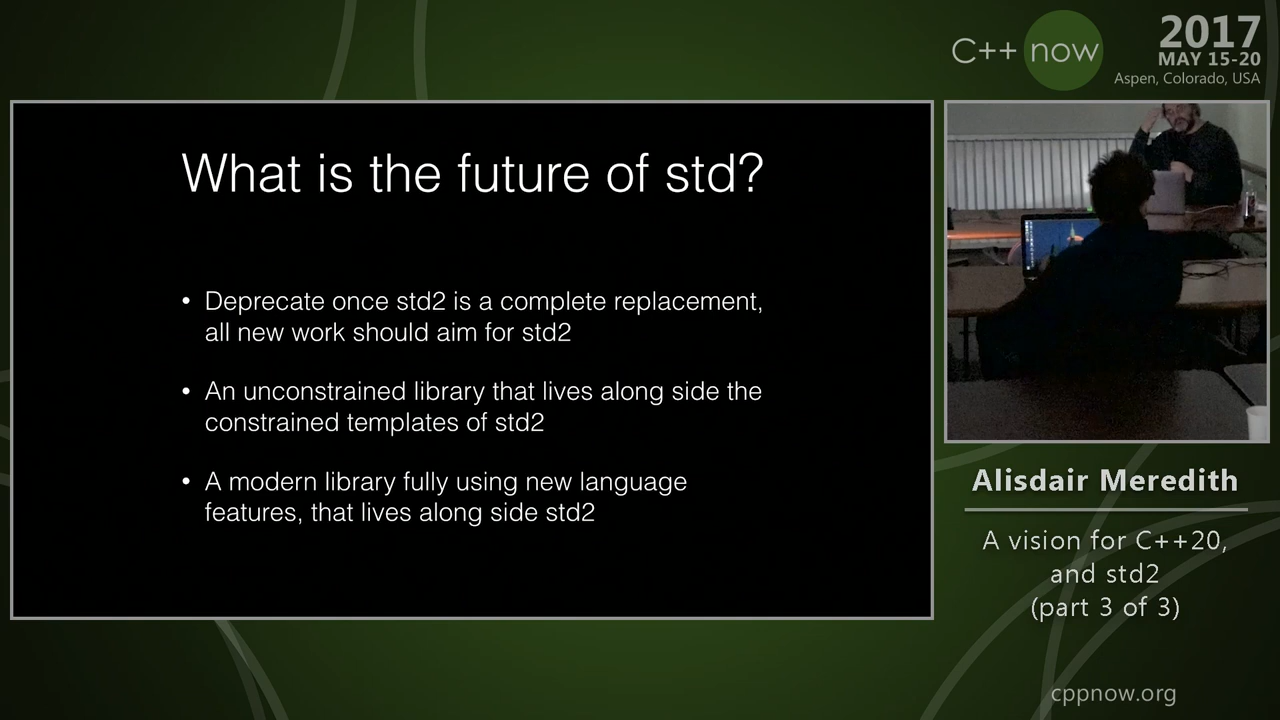 C++ now
2017
MAY 15-20
Aspen, Colorado, USA
What is the future of std?
• Deprecate once std2 is a complete replacement,
all new work should aim for std2
• An unconstrained library that lives along side the
constrained templates of std2
• A modern library fully using new language
features, that lives along side std2
Alisdair Meredith
A vision for C++20,
and std2
(part 3 of 3)
cppnow.org